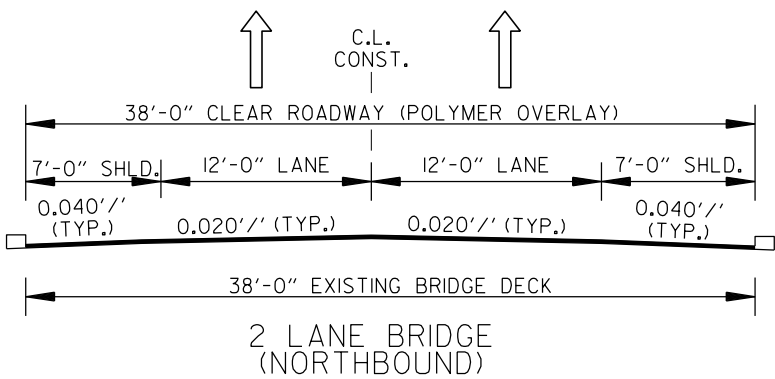 C.L.
CONST.
38'-0" CLEAR ROADWAY (POLYMER OVERLAY)
7'-0" SHLD.
12'-0" LANE
12'-0" LANE
7'-0" SHLD.
0.040'/'
(TYP.)
0.020'/' (TYP.)
0.020'/' (TYP.)
0.040'/'
(TYP.)
38'-0" EXISTING BRIDGE DECK
2 LANE BRIDGE
(NORTHBOUND)